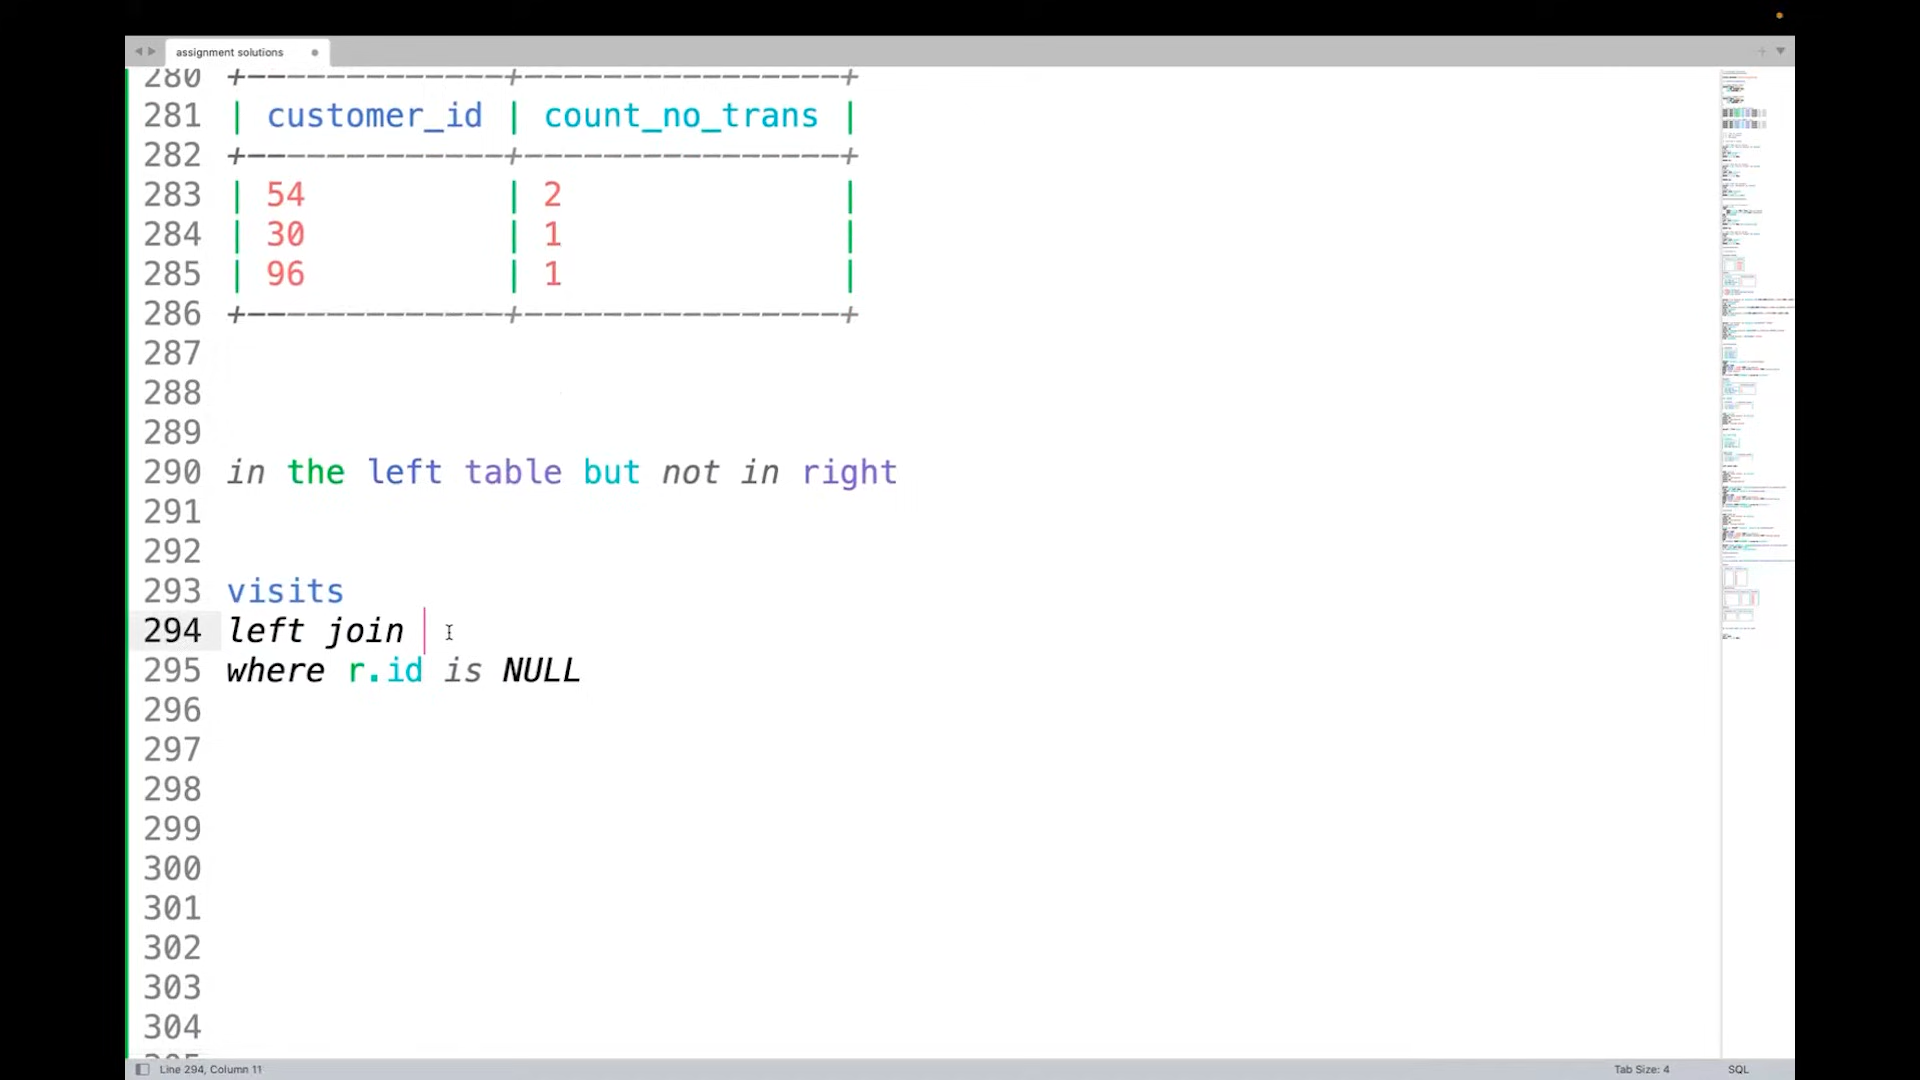 assignment solutions
280 +-------------+-----------------+
281 | customer_id | count_no_trans |
282 +-------------+-----------------+
283 | 54 | 2 |
284 | 30 | 1 |
285 | 96 | 1 |
286 +-------------+-----------------+
287
288
289
290 in the left table but not in right
291
292
293 visits
294 left join
295 where r.id is NULL
296
297
298
299
300
301
302
303
304
Line 294, Column 11 Tab Size: 4 SQL